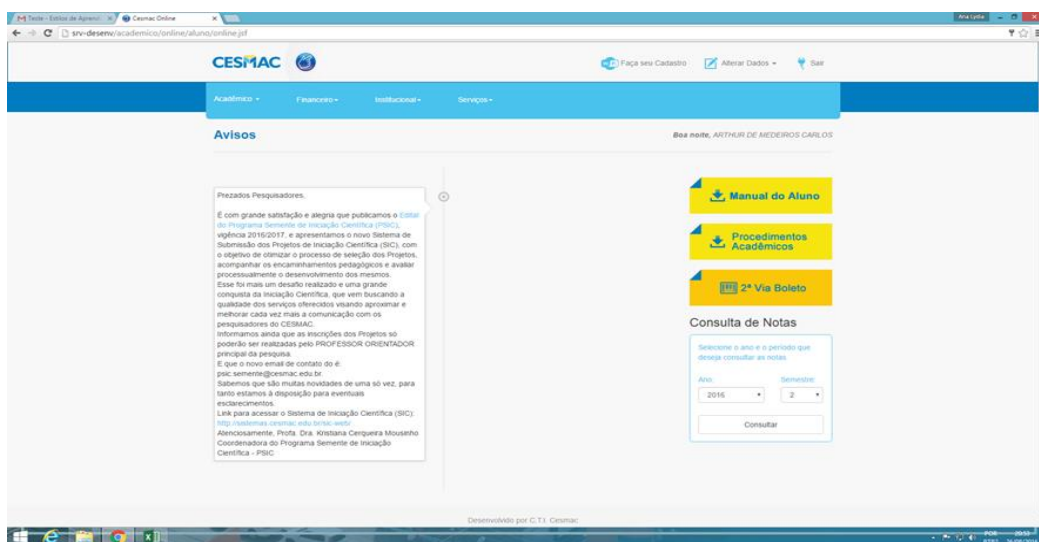 Teste - Estilos de Aprendi
Cesmac Online
Ana Lydia
srv-desenv/academico/online/aluno/online.jsf
CESMAC
Faça seu Cadastro
Alterar Dados
Sair
Acadêmico
Financeiro
Institucional
Serviços
Avisos
Boa noite, ARTHUR DE MEDEIROS CARLOS
Prezados Pesquisadores,
É com grande satisfação e alegria que publicamos o Edital
do Programa Semente de Iniciação Científica (PSIC),
vigência 2016/2017, e apresentamos o novo Sistema de
Submissão dos Projetos de Iniciação Científica (SIC), com
o objetivo de otimizar o processo de seleção dos Projetos,
acompanhar os encaminhamentos pedagógicos e avaliar
processualmente o desenvolvimento dos mesmos.
Esse foi mais um desafio realizado e uma grande
conquista da Iniciação Científica, que vem buscando a
qualidade dos serviços oferecidos visando aproximar e
melhorar cada vez mais a comunicação com os
pesquisadores do CESMAC.
Informamos ainda que as inscrições dos Projetos só
poderão ser realizadas pelo PROFESSOR ORIENTADOR
principal da pesquisa.
E que o novo email de contato do é:
psic.semente@cesmac.edu.br.
Sabemos que são muitas novidades de uma só vez, para
tanto estamos à disposição para eventuais
esclarecimentos.
Link para acessar o Sistema de Iniciação Científica (SIC):
http://sistemas.cesmac.edu.br/sic-web/
Atenciosamente, Profa. Dra. Kristiana Cerqueira Mousinho
Coordenadora do Programa Semente de Iniciação
Científica - PSIC
Manual do Aluno
Procedimentos
Acadêmicos
2ª Via Boleto
Consulta de Notas
Selecione o ano e o período que
deseja consultar as notas
Ano:
Semestre:
2016
2
Consultar
Desenvolvido por C.T.I. Cesmac
POR
20:53